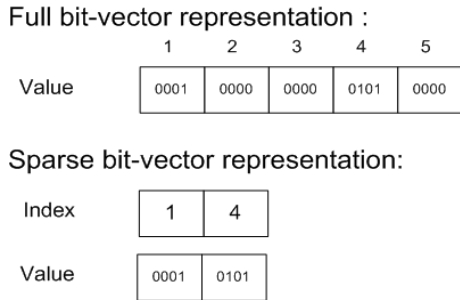 Full bit-vector representation :
1 2 3 4 5
Value 0001 0000 0000 0101 0000
Sparse bit-vector representation:
Index 1 4
Value 0001 0101